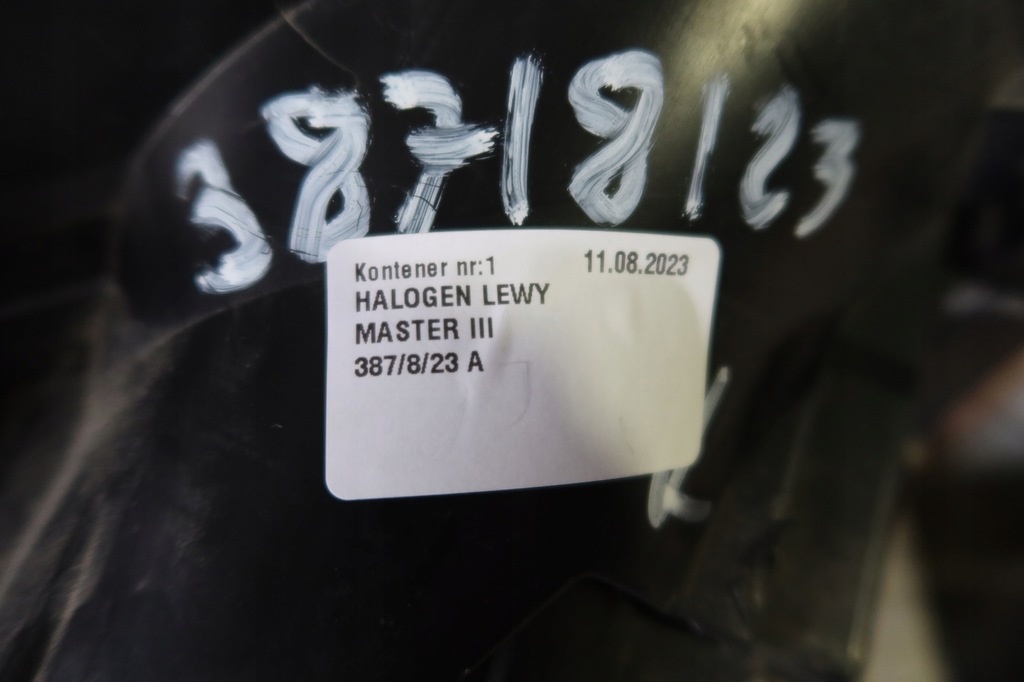 387/8/23
Kontener nr:1 11.08.2023
HALOGEN LEWY
MASTER III
387/8/23 A